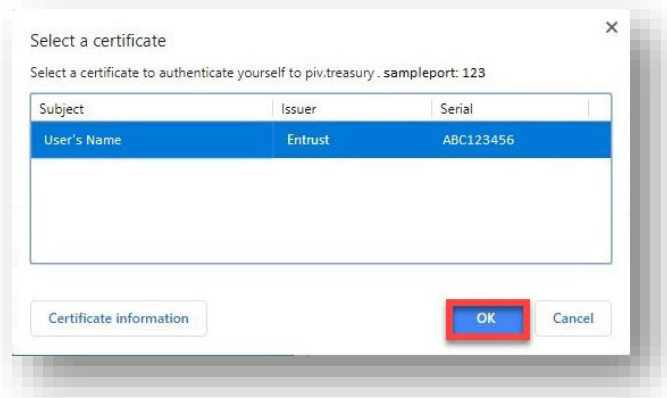 Select a certificate
Select a certificate to authenticate yourself to piv.treasury . sampleport: 123
Subject Issuer Serial
User's Name Entrust ABC123456
Certificate information OK Cancel